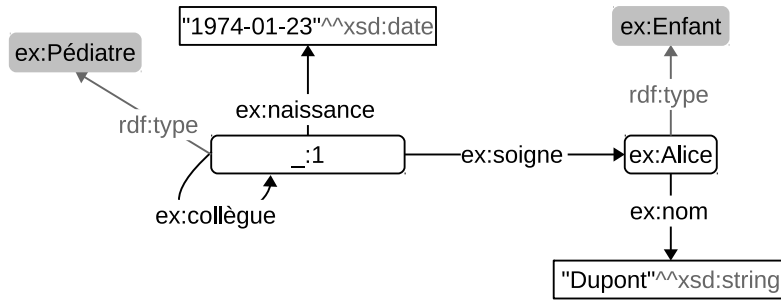 "1974-01-23"^^xsd:date
ex:Enfant
ex:Pédiatre
rdf:type
ex:naissance
rdf:type
_:1
ex:soigne
ex:Alice
ex:collègue
ex:nom
"Dupont"^^xsd:string